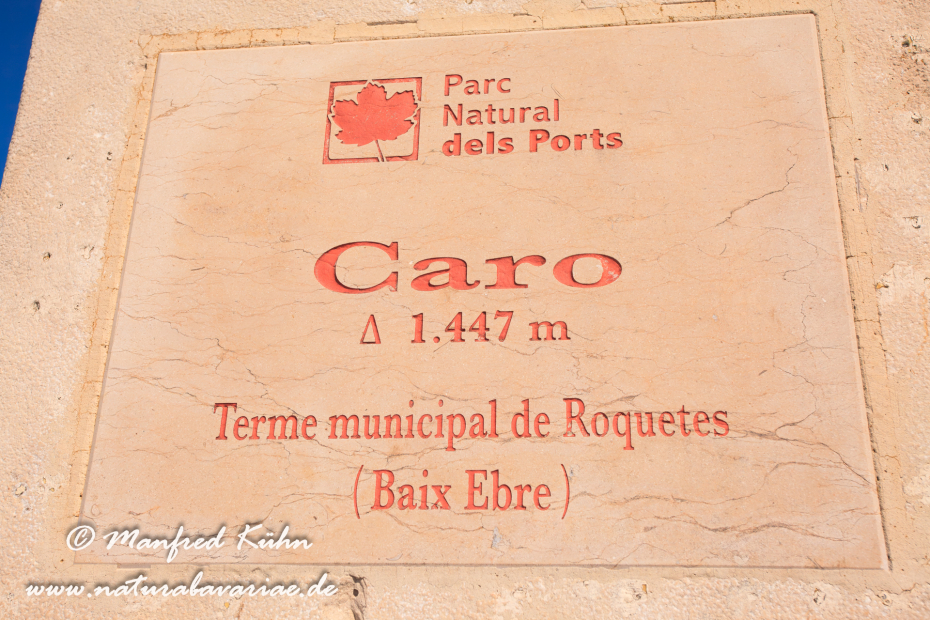 Parc
Natural
dels Ports
Caro
Δ 1.447 m
Terme municipal de Roquetes
(Baix Ebre)
© Manfred Kühn
www.naturabavariae.de